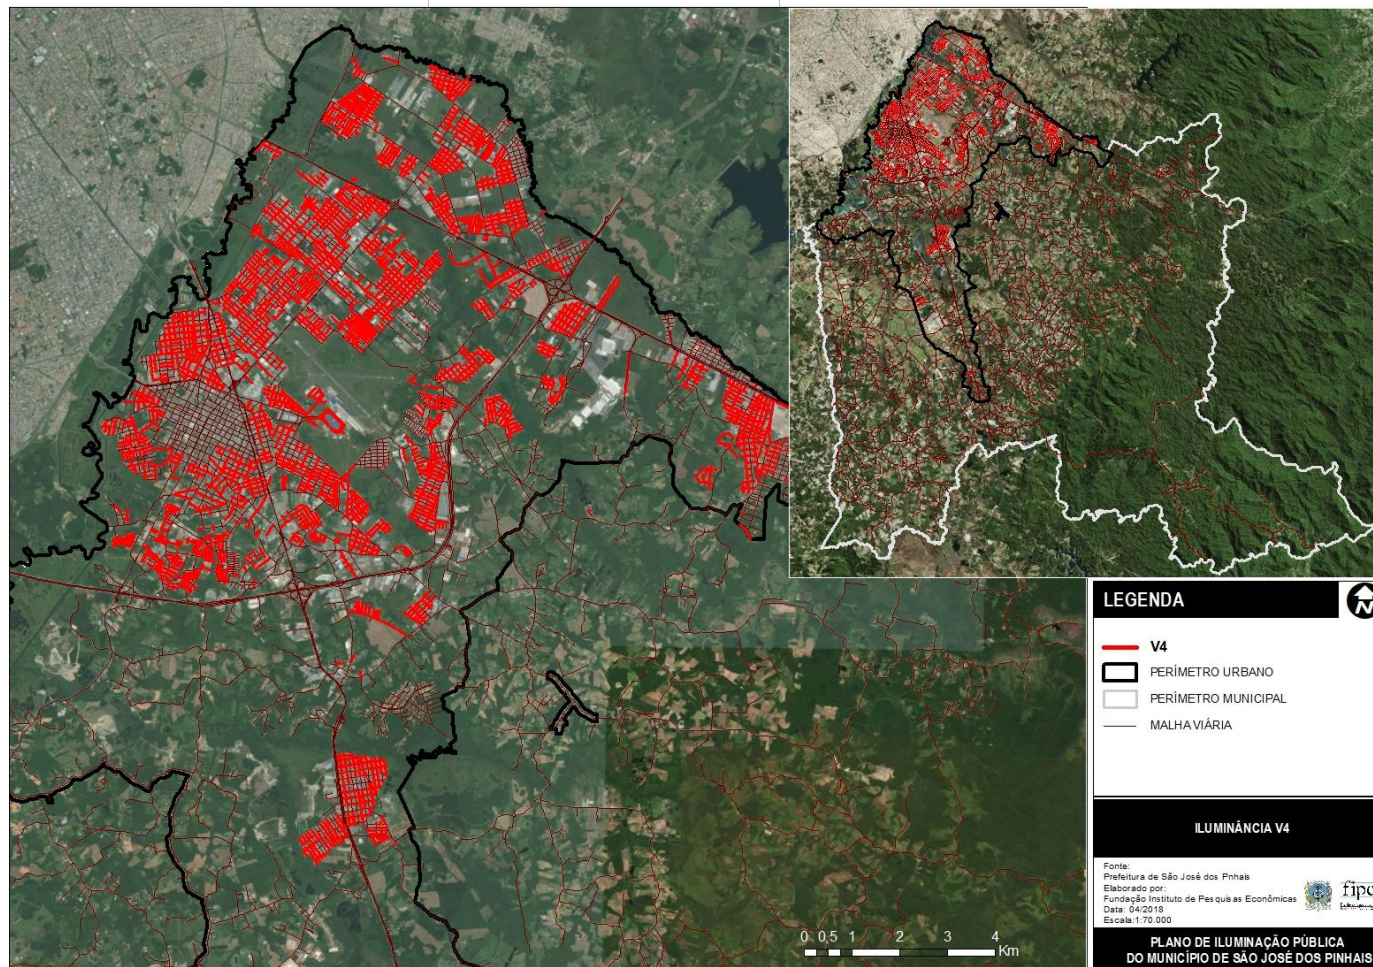 LEGENDA
N
V4
PERÍMETRO URBANO
PERÍMETRO MUNICIPAL
MALHA VIÁRIA
ILUMINÂNCIA V4
Fonte:
Prefeitura de São José dos Pnhais
Elaborado por:
Fundação Instituto de Pesquisas Econômicas
Data: 04/2018
Escala:1:70.000
fipe
0 0,5 1 2 3 4
Km
PLANO DE ILUMINAÇÃO PÚBLICA
DO MUNICÍPIO DE SÃO JOSÉ DOS PINHAIS